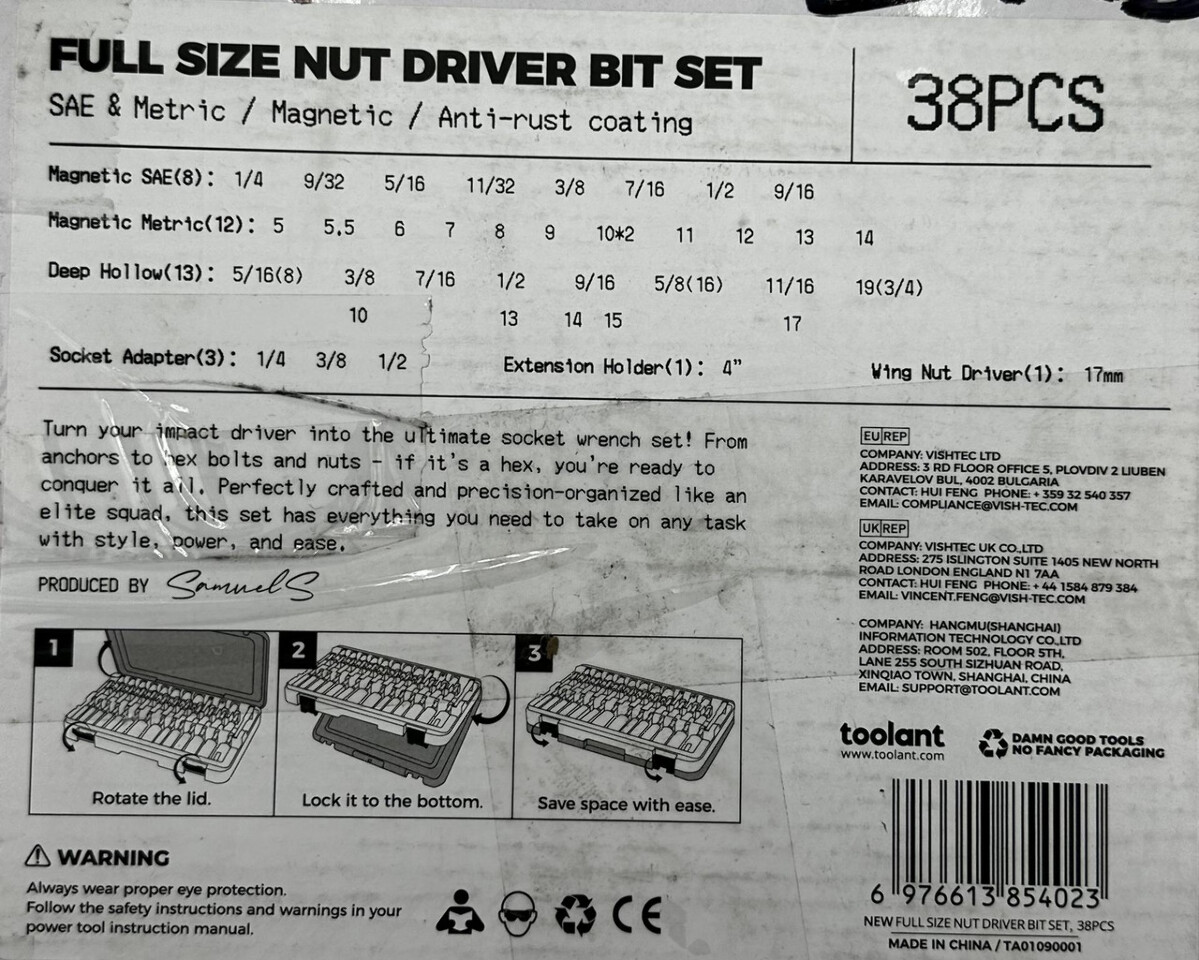 FULL SIZE NUT DRIVER BIT SET
SAE & Metric / Magnetic / Anti-rust coating
38PCS
Magnetic SAE(8): 1/4 9/32 5/16 11/32 3/8 7/16 1/2 9/16
Magnetic Metric(12): 5 5.5 6 7 8 9 10*2 11 12 13 14
Deep Hollow(13): 5/16(8) 3/8 7/16 1/2 9/16 5/8(16) 11/16 19(3/4)
10 13 14 15 17
Socket Adapter(3): 1/4 3/8 1/2 Extension Holder(1): 4” Wing Nut Driver(1): 17mm
Turn your impact driver into the ultimate socket wrench set! From
anchors to hex bolts and nuts - if it's a hex, you're ready to
conquer it all. Perfectly crafted and precision-organized like an
elite squad, this set has everything you need to take on any task
with style, power, and ease.
PRODUCED BY SamuelS
EU REP
COMPANY: VISHTEC LTD
ADDRESS: 3 RD FLOOR OFFICE 5, PLOVDIV 2 LIUBEN
KARAVELOV BUL, 4002 BULGARIA
CONTACT: HUI FENG PHONE: + 359 32 540 357
EMAIL: COMPLIANCE@VISH-TEC.COM
UK REP
COMPANY: VISHTEC UK CO.,LTD
ADDRESS: 275 ISLINGTON SUITE 1405 NEW NORTH
ROAD LONDON ENGLAND N1 7AA
CONTACT: HUI FENG PHONE: + 44 1584 879 384
EMAIL: VINCENT.FENG@VISH-TEC.COM
COMPANY: HANGMU(SHANGHAI)
INFORMATION TECHNOLOGY CO.,LTD
ADDRESS: ROOM 502, FLOOR 5TH,
LANE 255 SOUTH SIZHUAN ROAD,
XINQIAO TOWN, SHANGHAI, CHINA
EMAIL: SUPPORT@TOOLANT.COM
1
Rotate the lid.
2
Lock it to the bottom.
3
Save space with ease.
toolant
www.toolant.com
DAMN GOOD TOOLS
NO FANCY PACKAGING
WARNING
Always wear proper eye protection.
Follow the safety instructions and warnings in your
power tool instruction manual.
CE
6 976613 854023
NEW FULL SIZE NUT DRIVER BIT SET, 38PCS
MADE IN CHINA / TA01090001